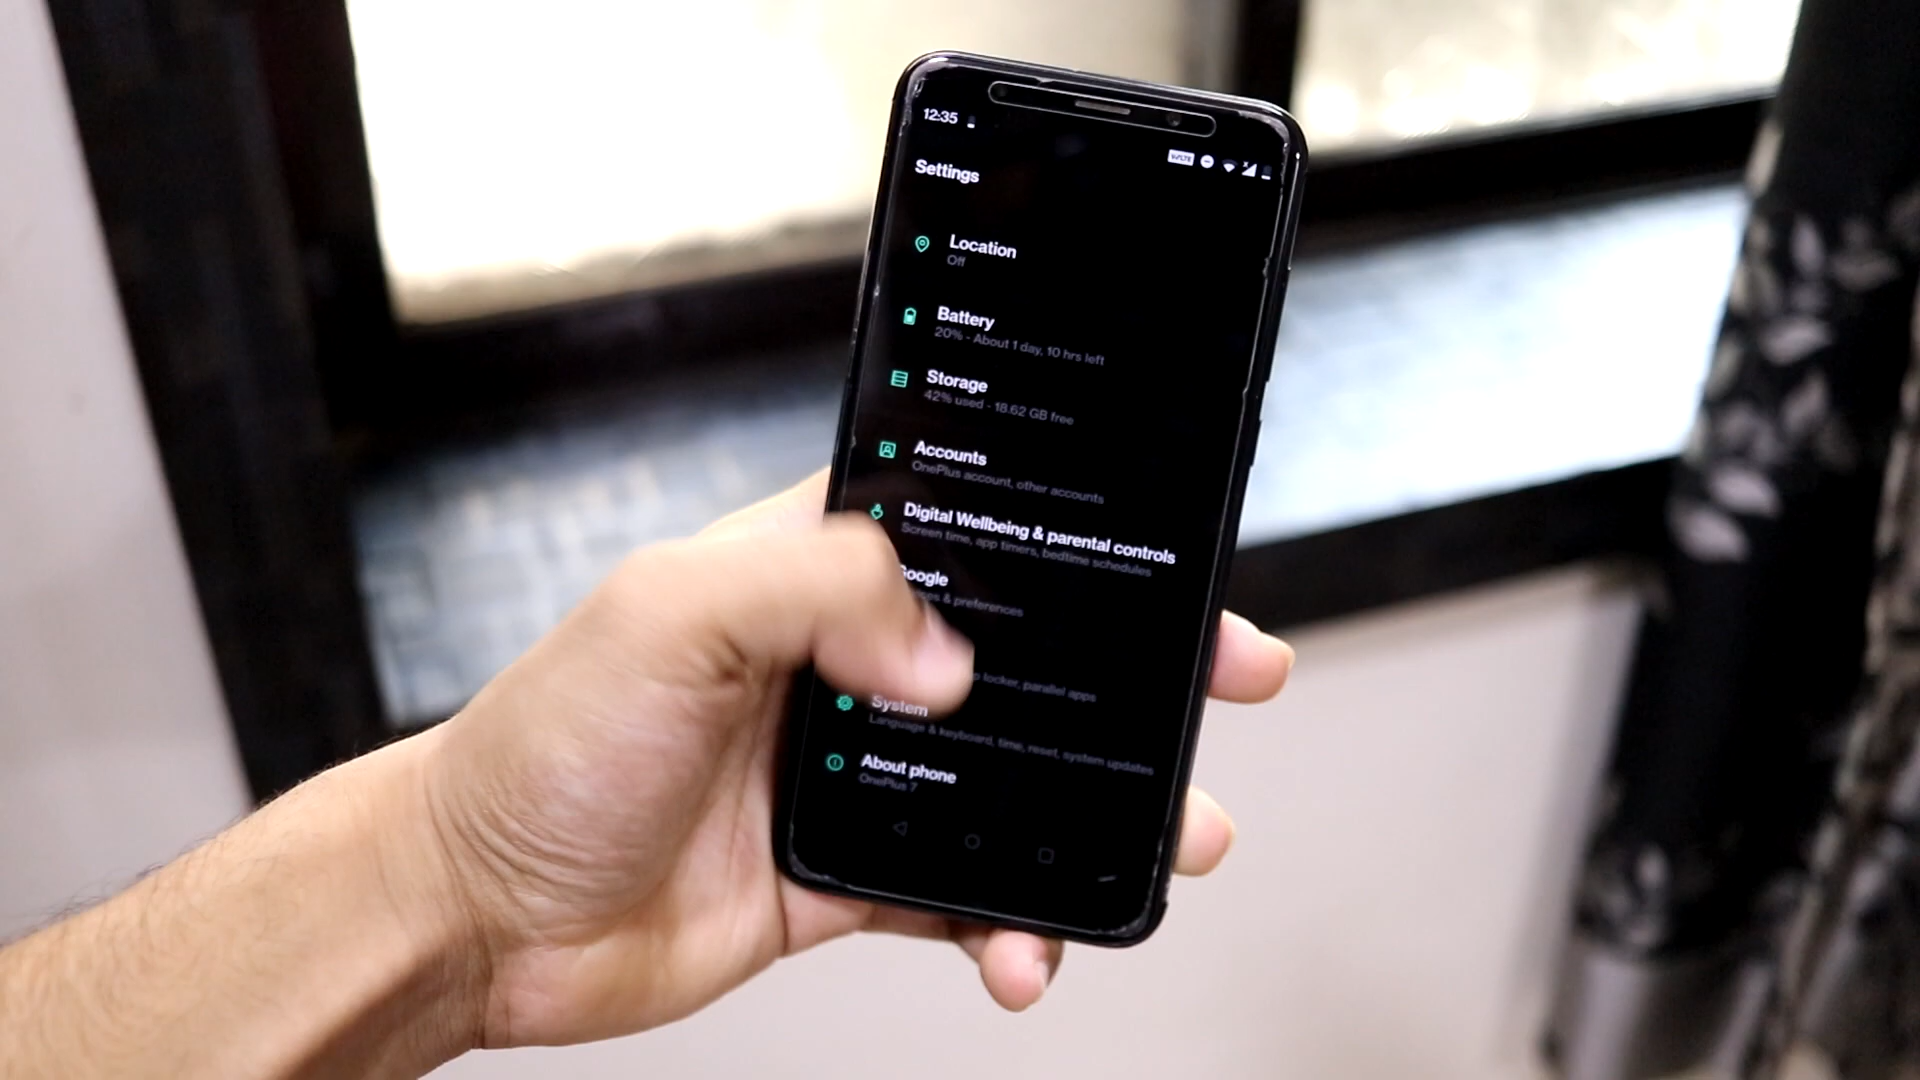 12:35
VoLTE
Settings
Location
Off
Battery
20% - About 1 day, 10 hrs left
Storage
42% used - 18.62 GB free
Accounts
OnePlus account, other accounts
Digital Wellbeing & parental controls
Screen time, app timers, bedtime schedules
oogle
& preferences
locker, parallel apps
System
Language & keyboard, time, reset, system updates
About phone
OnePlus 7